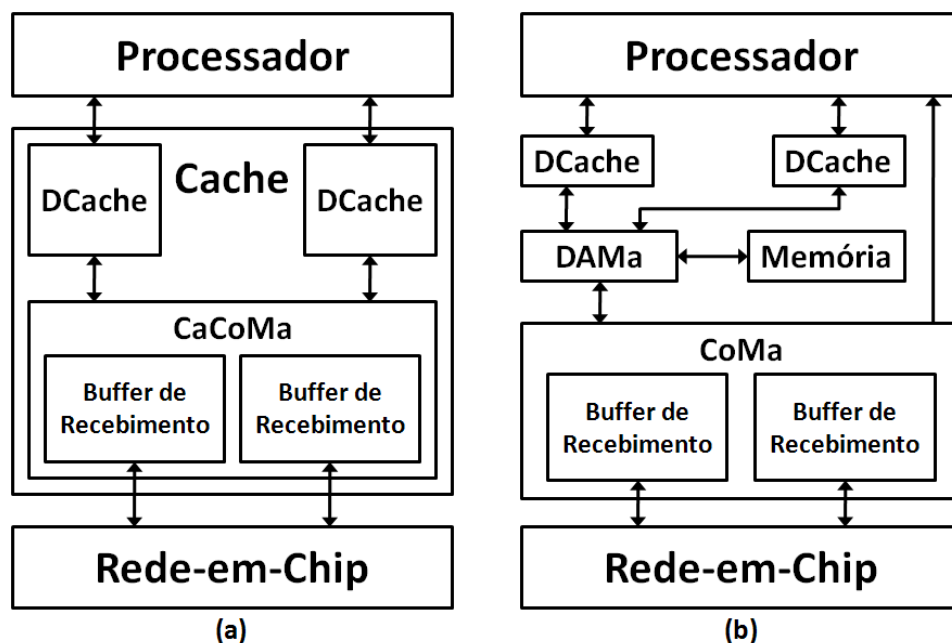 Processador
Cache
DCache
DCache
CaCoMa
Buffer de
Recebimento
Buffer de
Recebimento
Rede-em-Chip
(a)
Processador
DCache
DCache
DAMa
Memória
CoMa
Buffer de
Recebimento
Buffer de
Recebimento
Rede-em-Chip
(b)